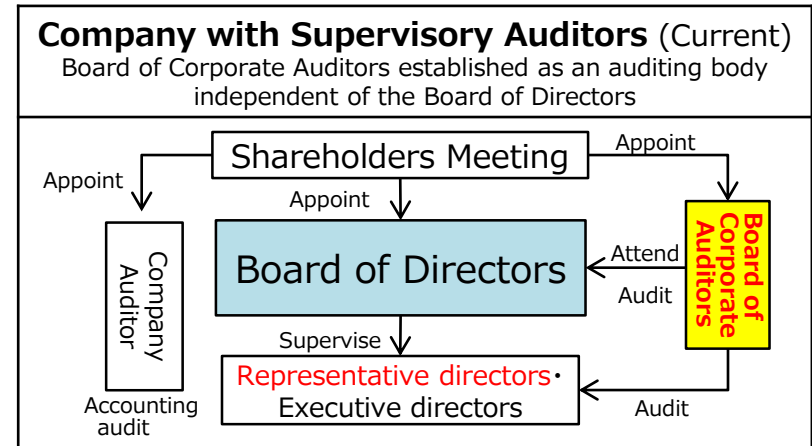 Company with Supervisory Auditors (Current)
Board of Corporate Auditors established as an auditing body
independent of the Board of Directors
Shareholders Meeting
Appoint
Appoint
Appoint
Company
Auditor
Board of Directors
Attend
Audit
Board of
Corporate
Auditors
Supervise
Representative directors・
Executive directors
Accounting
audit
Audit